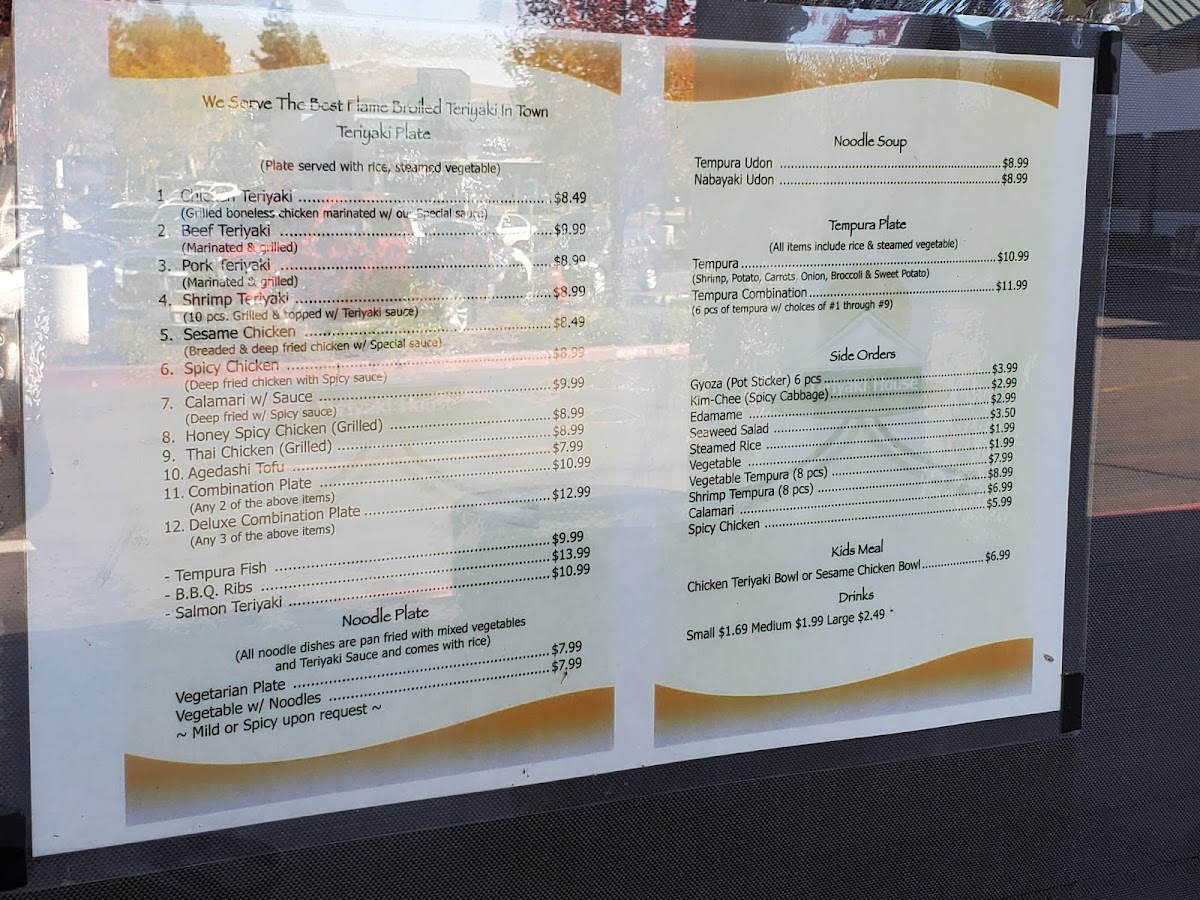 We Serve The Best Flame Broiled Teriyaki In Town
Teriyaki Plate
(Plate served with rice, steamed vegetable)
1. Chicken Teriyaki ........ $8.49
(Grilled boneless chicken marinated w/ our Special sauce)
2. Beef Teriyaki ........ $9.99
(Marinated & grilled)
3. Pork Teriyaki ........ $8.99
(Marinated & grilled)
4. Shrimp Teriyaki ........ $8.99
(10 pcs. Grilled & topped w/ Teriyaki sauce)
5. Sesame Chicken ........ $8.49
(Breaded & deep fried chicken w/ Special sauce)
6. Spicy Chicken ........ $8.99
(Deep fried chicken with Spicy sauce)
7. Calamari w/ Sauce ........ $9.99
(Deep fried w/ Spicy sauce)
8. Honey Spicy Chicken (Grilled) ........ $8.99
9. Thai Chicken (Grilled) ........ $8.99
10. Agedashi Tofu ........ $7.99
11. Combination Plate ........ $10.99
(Any 2 of the above items)
12. Deluxe Combination Plate ........ $12.99
(Any 3 of the above items)
- Tempura Fish ........ $9.99
- B.B.Q. Ribs ........ $13.99
- Salmon Teriyaki ........ $10.99
Noodle Plate
(All noodle dishes are pan fried with mixed vegetables
and Teriyaki Sauce and comes with rice)
Vegetarian Plate ........ $7.99
Vegetable w/ Noodles ........ $7.99
~ Mild or Spicy upon request ~
Noodle Soup
Tempura Udon ........ $8.99
Nabayaki Udon ........ $8.99
Tempura Plate
(All items include rice & steamed vegetable)
Tempura ........ $10.99
(Shrimp, Potato, Carrots, Onion, Broccoli & Sweet Potato)
Tempura Combination ........ $11.99
(6 pcs of tempura w/ choices of #1 through #9)
Side Orders
Gyoza (Pot Sticker) 6 pcs ........ $3.99
Kim-Chee (Spicy Cabbage) ........ $2.99
Edamame ........ $2.99
Seaweed Salad ........ $3.50
Steamed Rice ........ $1.99
Vegetable ........ $1.99
Vegetable Tempura (8 pcs) ........ $7.99
Shrimp Tempura (8 pcs) ........ $8.99
Calamari ........ $6.99
Spicy Chicken ........ $5.99
Kids Meal
Chicken Teriyaki Bowl or Sesame Chicken Bowl ........ $6.99
Drinks
Small $1.69 Medium $1.99 Large $2.49